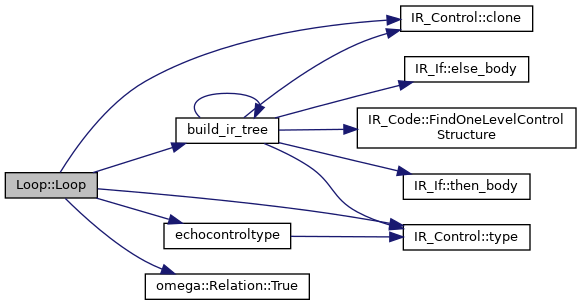 IR_Control::clone
IR_If::else_body
build_ir_tree
IR_Code::FindOneLevelControl
Structure
Loop::Loop
IR_If::then_body
echocontroltype
IR_Control::type
omega::Relation::True